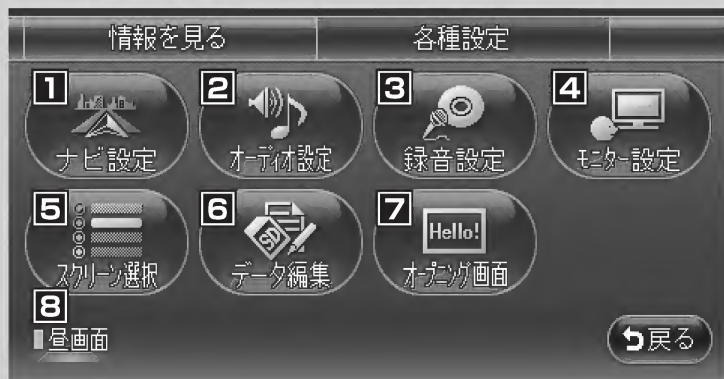 情報を見る 各種設定
1 2 3 4
ナビ設定 オーディオ設定 録音設定 モニター設定
5 6 7
SD Hello!
スクリーン選択 データ編集 オープニング画面
8
昼画面 戻る